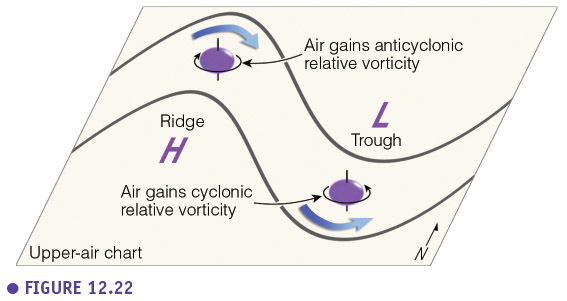 Air gains anticyclonic
relative vorticity
Ridge
H
L
Trough
Air gains cyclonic
relative vorticity
N
Upper-air chart
FIGURE 12.22